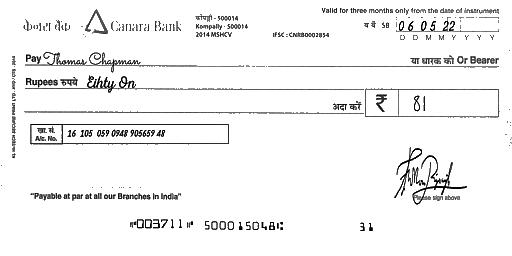 Valid for three months only from the date of instrument
केनरा बैंक Canara Bank
कोंपल्ली - 500014
Kompally - 500014
2014 MSHCV
IFSC : CNRB0002854
SB 06 05 22
D D M M Y Y Y Y
Pay Thomas Chapman या धारक को Or Bearer
Rupees रुपये Eihty On
अदा करें ₹ 81
खा. सं.
A/c. No. 16 105 059 0948 905659 48
Please sign above
"Payable at par at all our Branches in India"
⑈003711⑈ 500015048⑆ 31